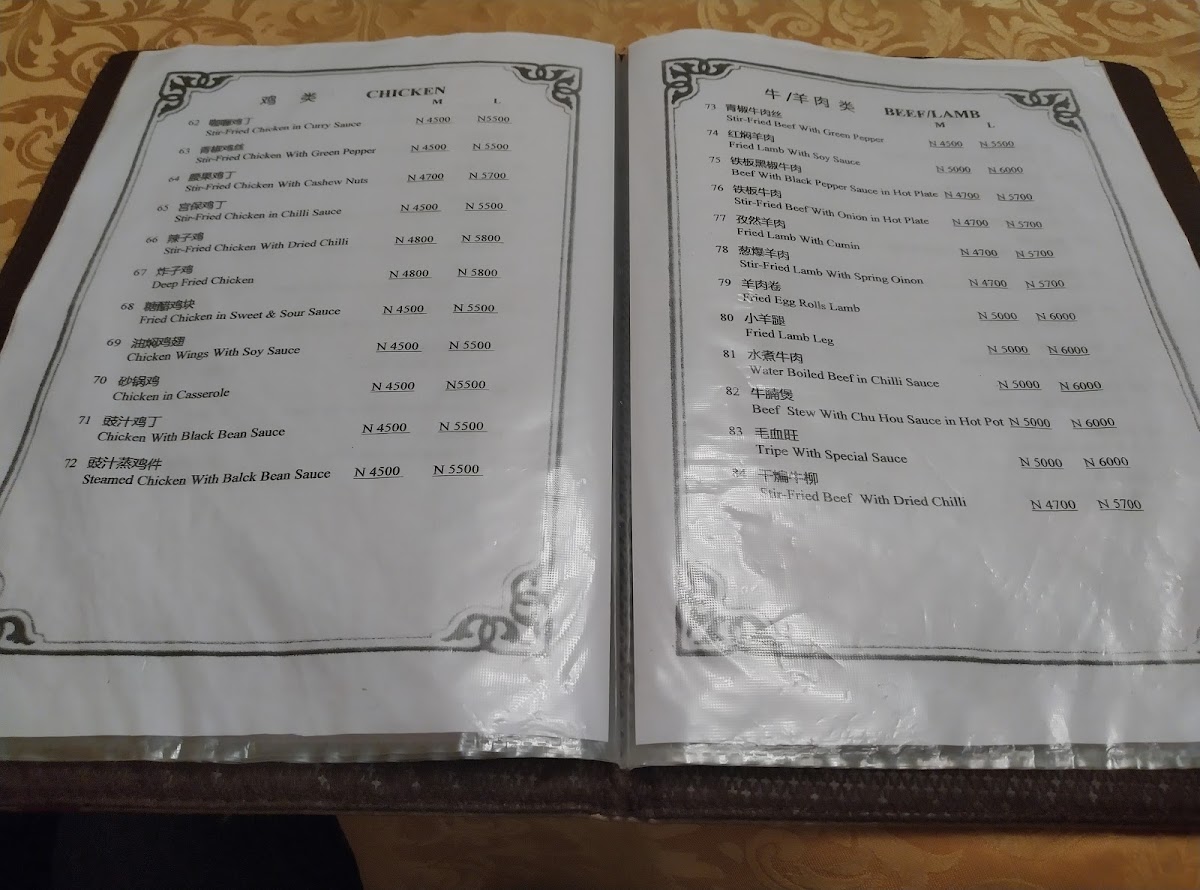 鸡 类 CHICKEN
M L
62 咖喱鸡丁
Stir-Fried Chicken in Curry Sauce N 4500 N5500
63 青椒鸡丝
Stir-Fried Chicken With Green Pepper N 4500 N 5500
64 腰果鸡丁
Stir-Fried Chicken With Cashew Nuts N 4700 N 5700
65 宫保鸡丁
Stir-Fried Chicken in Chilli Sauce N 4500 N 5500
66 辣子鸡
Stir-Fried Chicken With Dried Chilli N 4800 N 5800
67 炸子鸡
Deep Fried Chicken N 4800 N 5800
68 糖醋鸡块
Fried Chicken in Sweet & Sour Sauce N 4500 N 5500
69 油焗鸡翅
Chicken Wings With Soy Sauce N 4500 N 5500
70 砂锅鸡
Chicken in Casserole N 4500 N5500
71 豉汁鸡丁
Chicken With Black Bean Sauce N 4500 N 5500
72 豉汁蒸鸡件
Steamed Chicken With Balck Bean Sauce N 4500 N 5500
牛/羊肉类 BEEF/LAMB
M L
73 青椒牛肉丝
Stir-Fried Beef With Green Pepper N 4500 N 5500
74 红焖羊肉
Fried Lamb With Soy Sauce N 5000 N 6000
75 铁板黑椒牛肉
Beef With Black Pepper Sauce in Hot Plate N 4700 N 5700
76 铁板牛肉
Stir-Fried Beef With Onion in Hot Plate N 4700 N 5700
77 孜然羊肉
Fried Lamb With Cumin N 4700 N 5700
78 葱爆羊肉
Stir-Fried Lamb With Spring Oinon N 4700 N 5700
79 羊肉卷
Fried Egg Rolls Lamb N 5000 N 6000
80 小羊腿
Fried Lamb Leg N 5000 N 6000
81 水煮牛肉
Water Boiled Beef in Chilli Sauce N 5000 N 6000
82 牛腩煲
Beef Stew With Chu Hou Sauce in Hot Pot N 5000 N 6000
83 毛血旺
Tripe With Special Sauce N 5000 N 6000
84 干煸牛柳
Stir-Fried Beef With Dried Chilli N 4700 N 5700